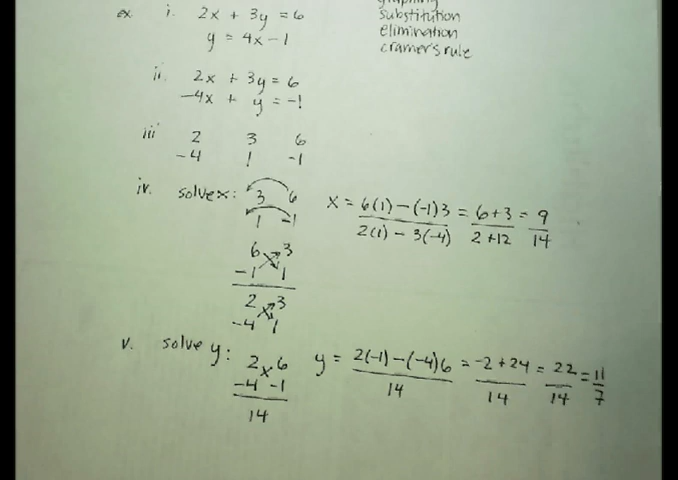 graphing
ex i. 2x + 3y = 6 substitution
y = 4x - 1 elimination
cramer's rule
ii. 2x + 3y = 6
-4x + y = -1
iii 2 3 6
-4 1 -1
iv. solve x: 3 6
1 -1
x = 6(1) - (-1)3 / 2(1) - 3(-4) = 6+3 / 2+12 = 9 / 14
6 3
-1 1
2 3
-4 1
v. solve y: 2 6
-4 -1
14
y = 2(-1) - (-4)6 / 14 = -2 + 24 / 14 = 22 / 14 = 11 / 7